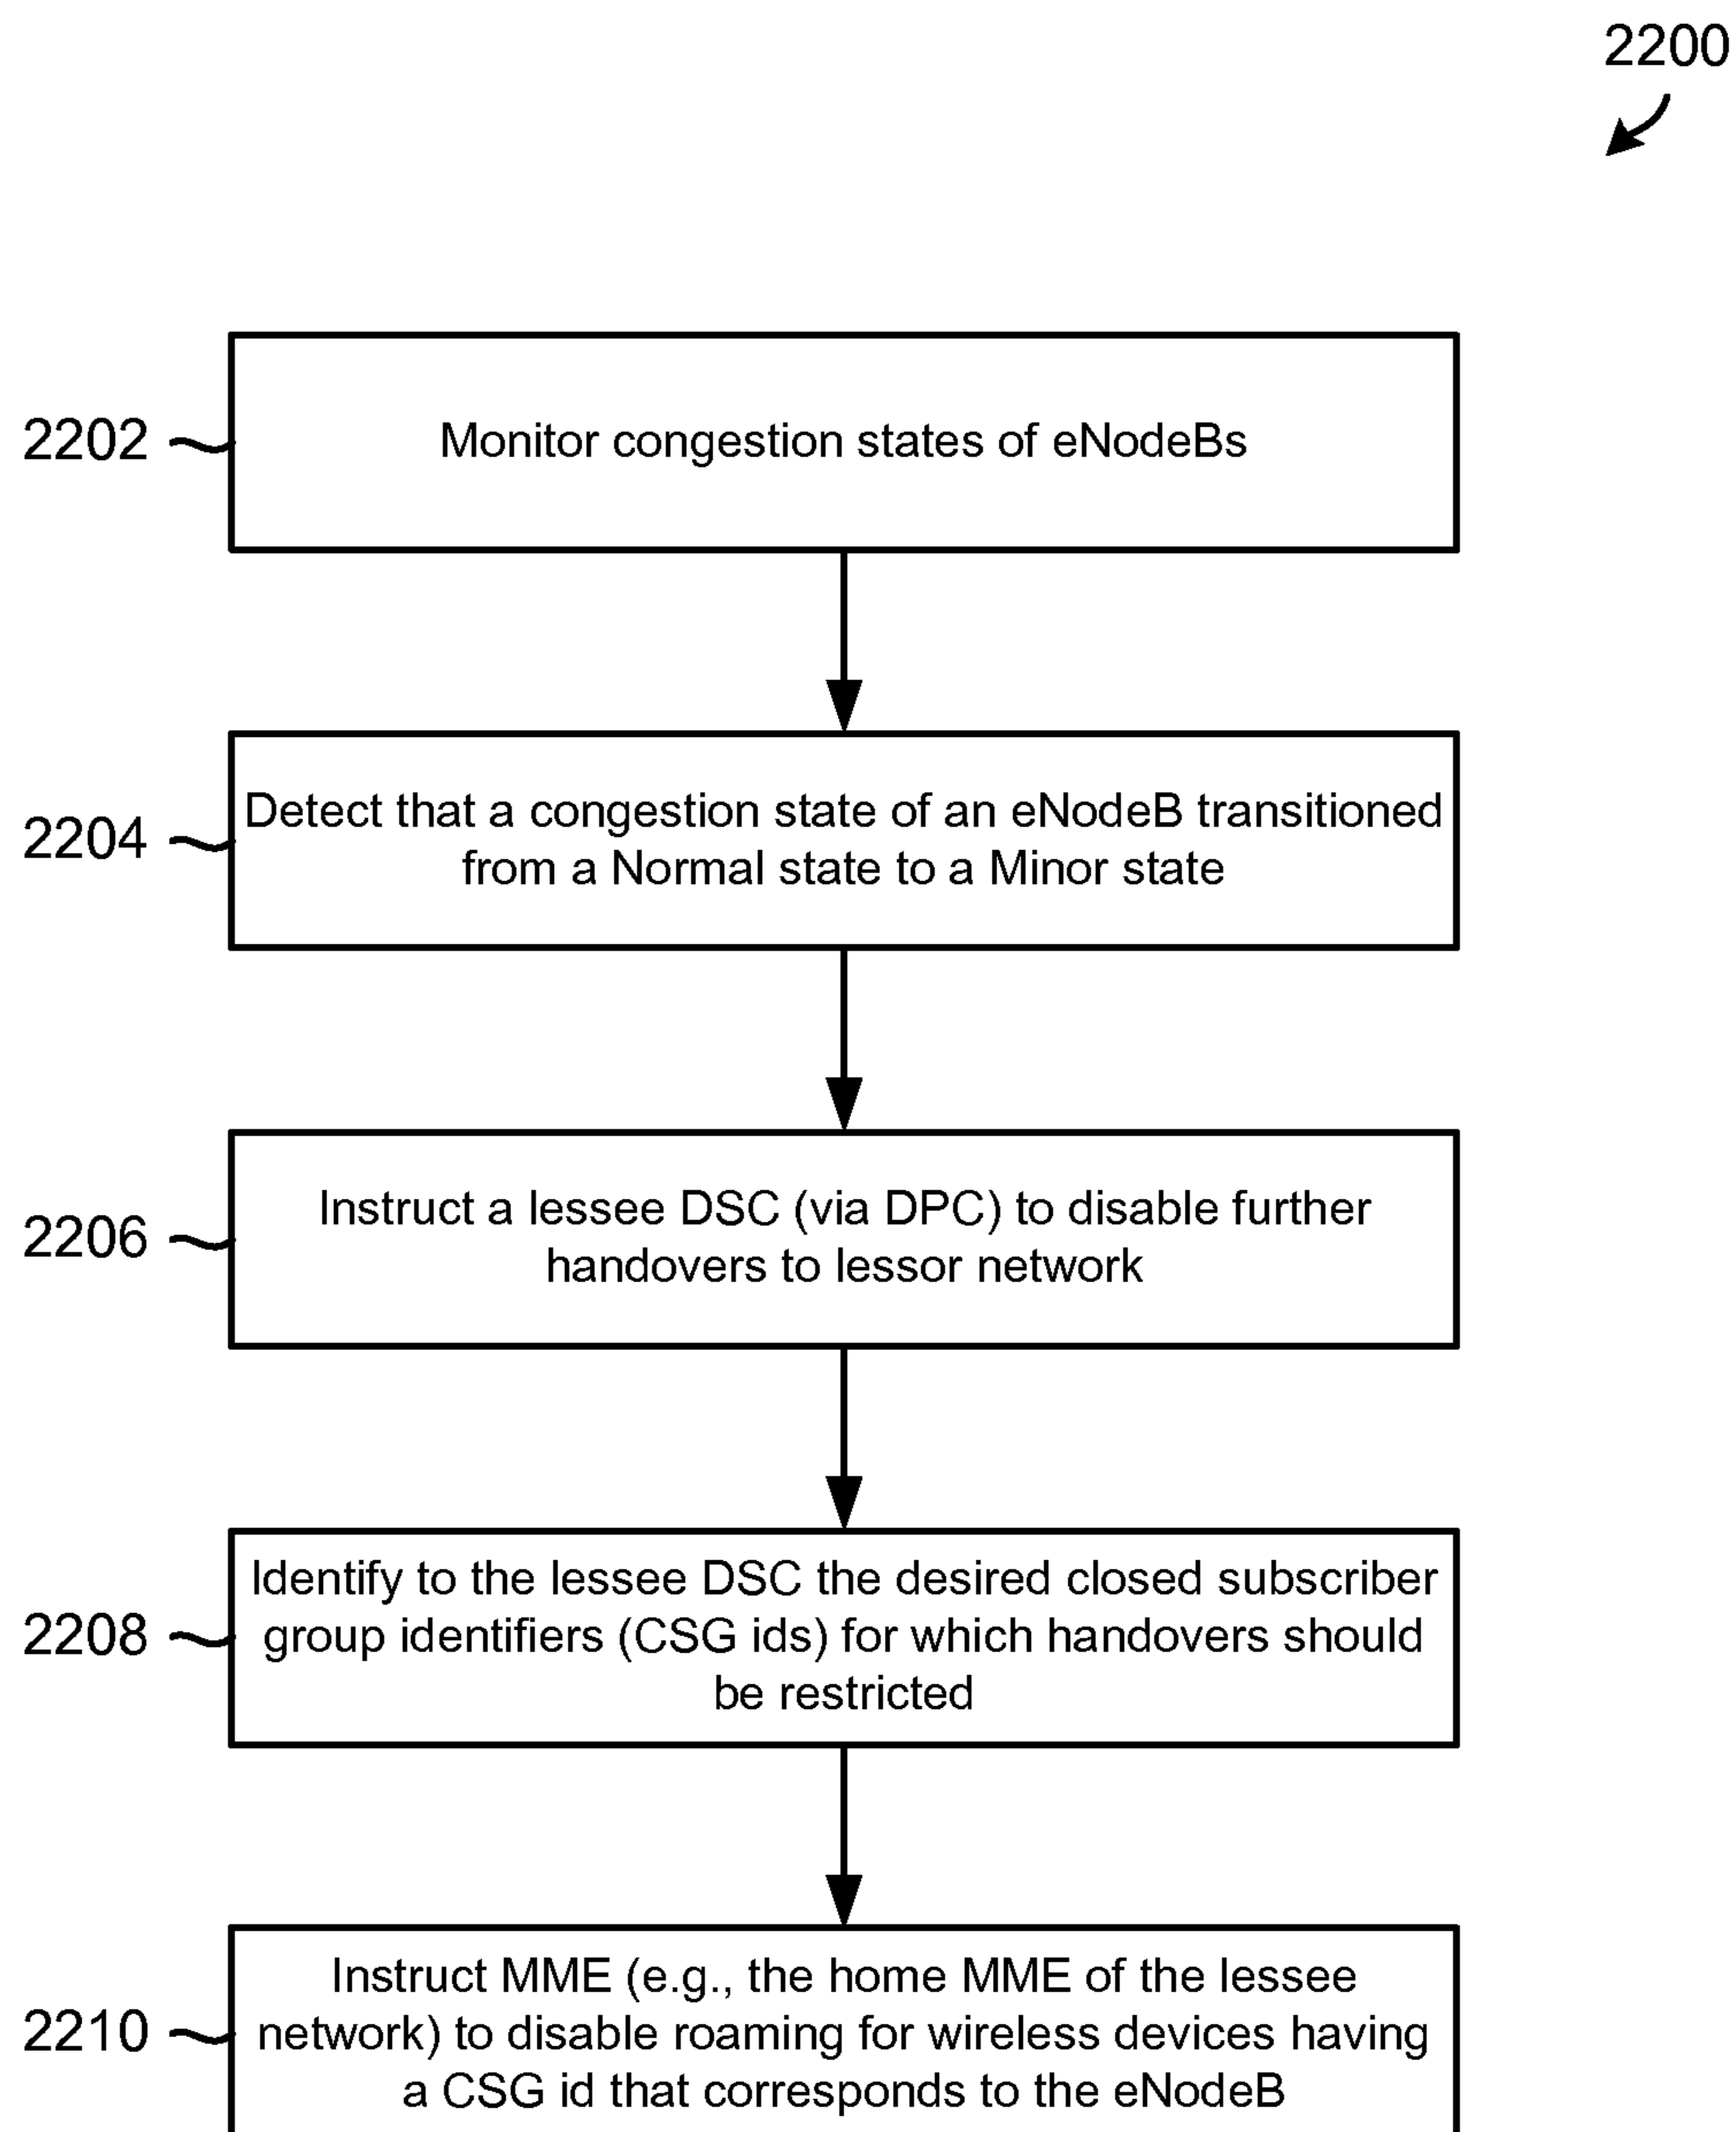 2200
2202
Monitor congestion states of eNodeBs
2204
Detect that a congestion state of an eNodeB transitioned
from a Normal state to a Minor state
2206
Instruct a lessee DSC (via DPC) to disable further
handovers to lessor network
2208
Identify to the lessee DSC the desired closed subscriber
group identifiers (CSG ids) for which handovers should
be restricted
2210
Instruct MME (e.g., the home MME of the lessee
network) to disable roaming for wireless devices having
a CSG id that corresponds to the eNodeB